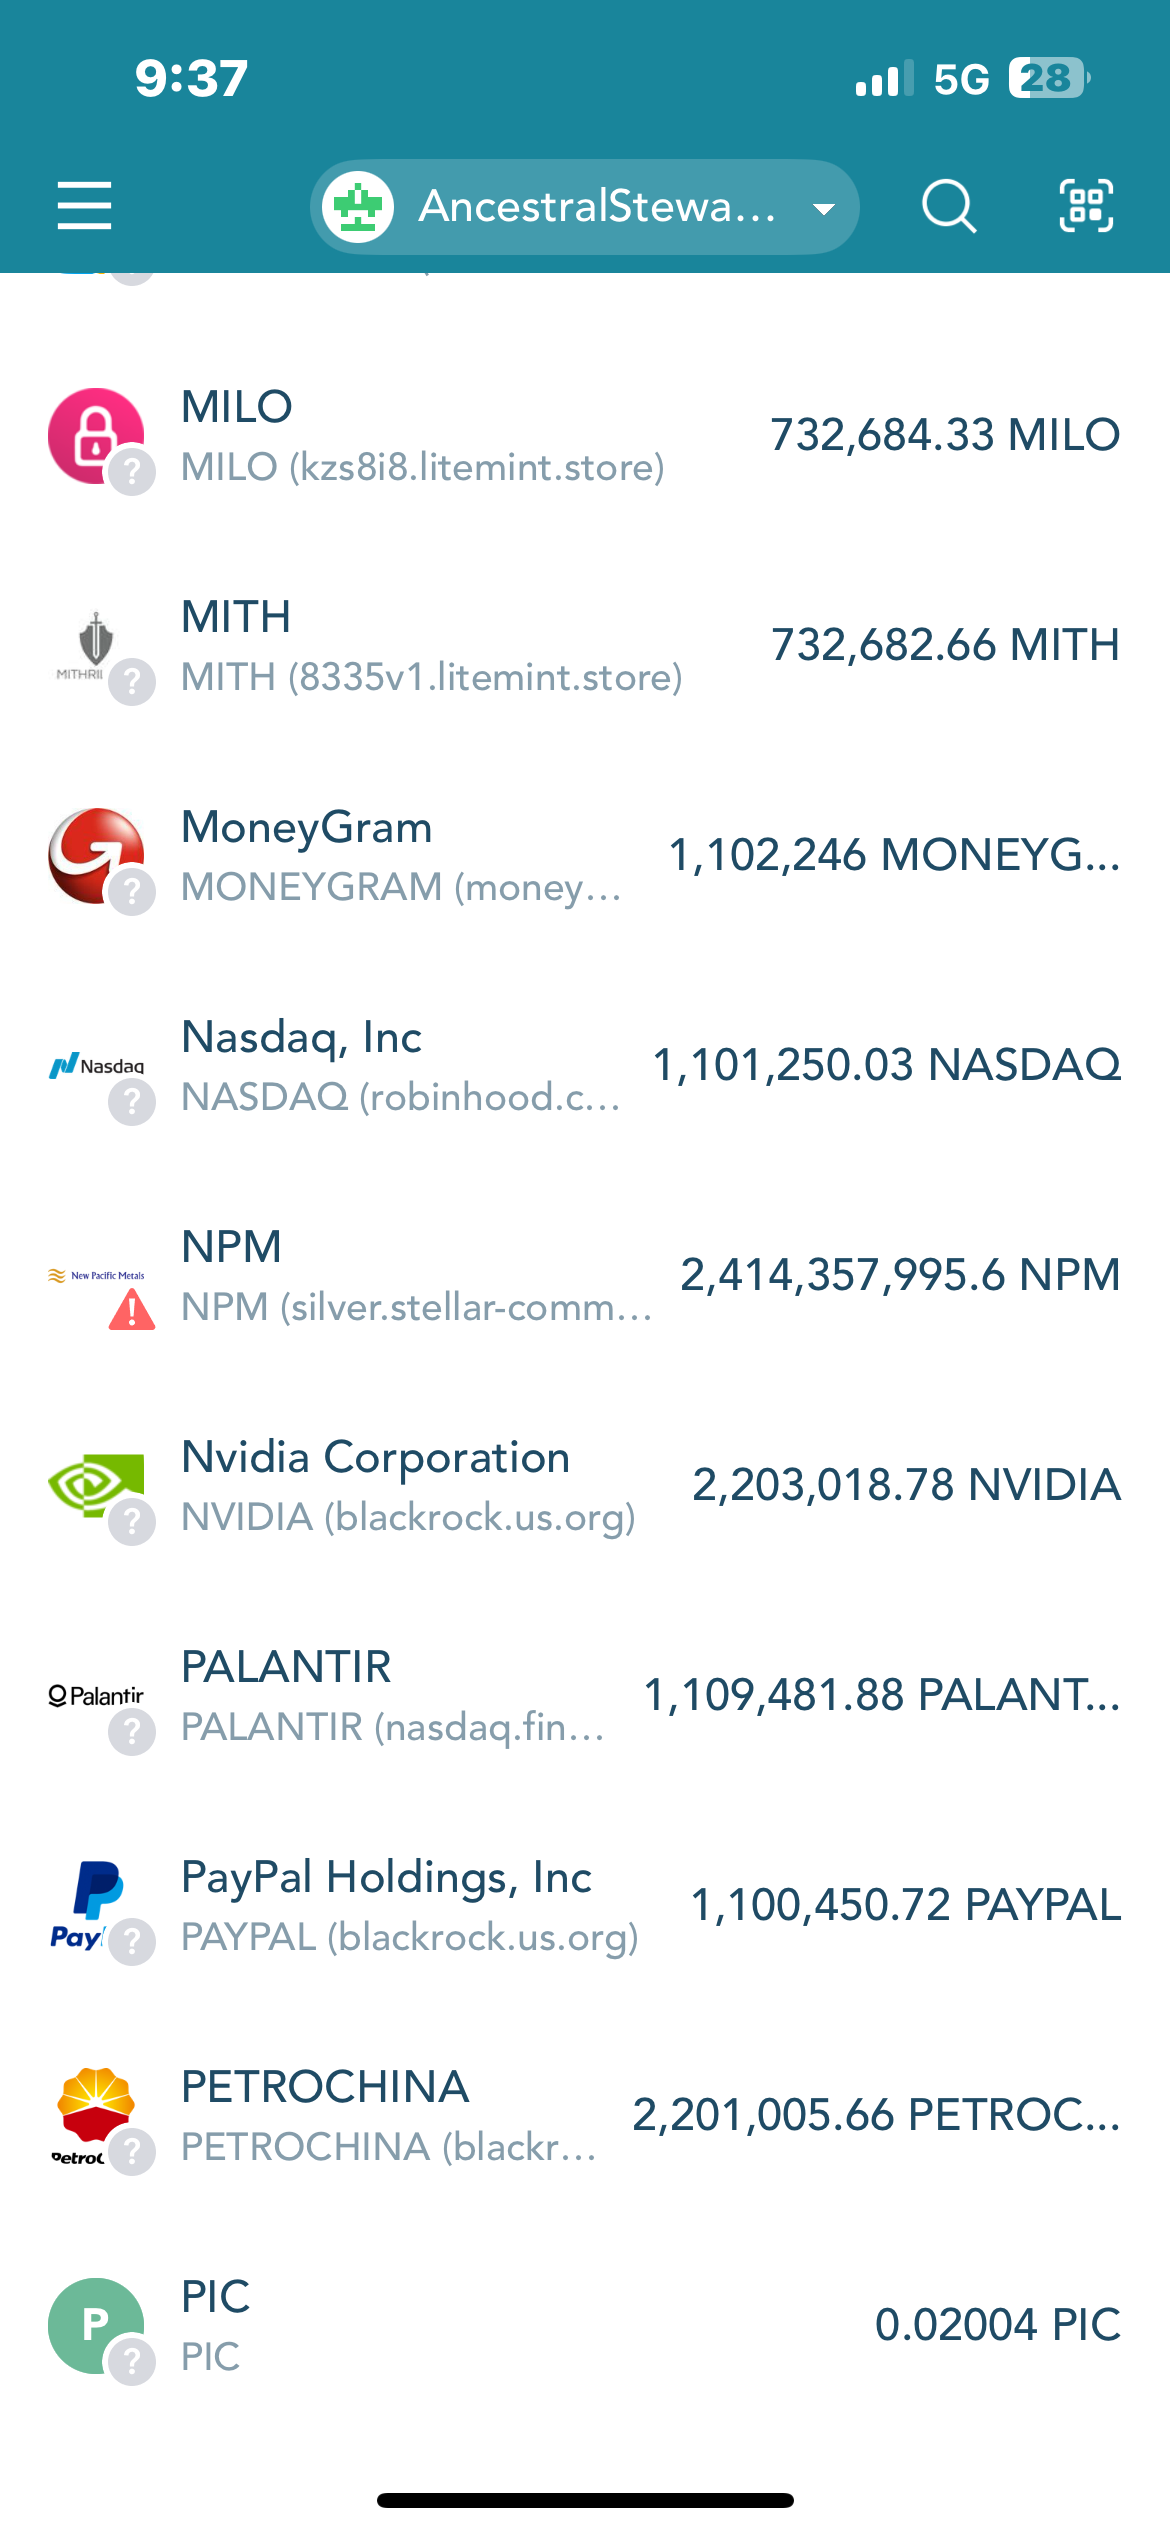 9:37
5G 28
AncestralStewa...
MILO
MILO (kzs8i8.litemint.store)
732,684.33 MILO
MITHRIL
MITH
MITH (8335v1.litemint.store)
732,682.66 MITH
MoneyGram
MONEYGRAM (money...
1,102,246 MONEYG...
Nasdaq
Nasdaq, Inc
NASDAQ (robinhood.c...
1,101,250.03 NASDAQ
New Pacific Metals
NPM
NPM (silver.stellar-comm...
2,414,357,995.6 NPM
Nvidia Corporation
NVIDIA (blackrock.us.org)
2,203,018.78 NVIDIA
Palantir
PALANTIR
PALANTIR (nasdaq.fin...
1,109,481.88 PALANT...
Pay
PayPal Holdings, Inc
PAYPAL (blackrock.us.org)
1,100,450.72 PAYPAL
PetroC
PETROCHINA
PETROCHINA (blackr...
2,201,005.66 PETROC...
P
PIC
PIC
0.02004 PIC